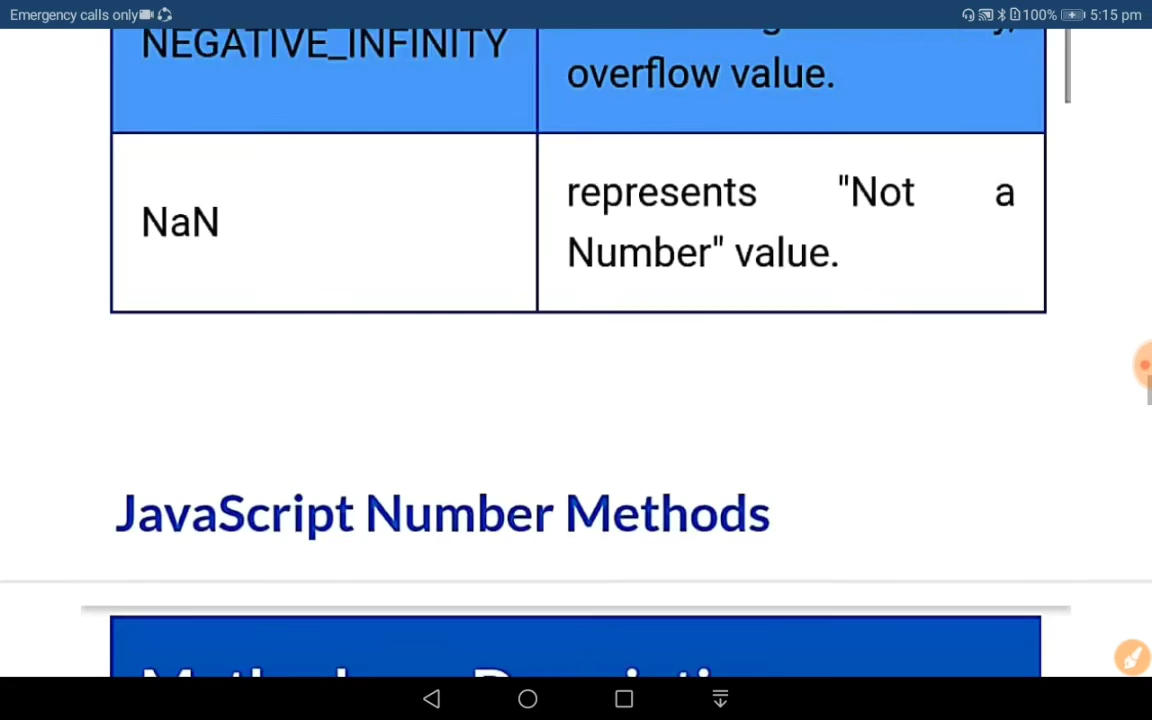 Emergency calls only
100% 5:15 pm
NEGATIVE_INFINITY
overflow value.
NaN
represents "Not a
Number" value.
JavaScript Number Methods